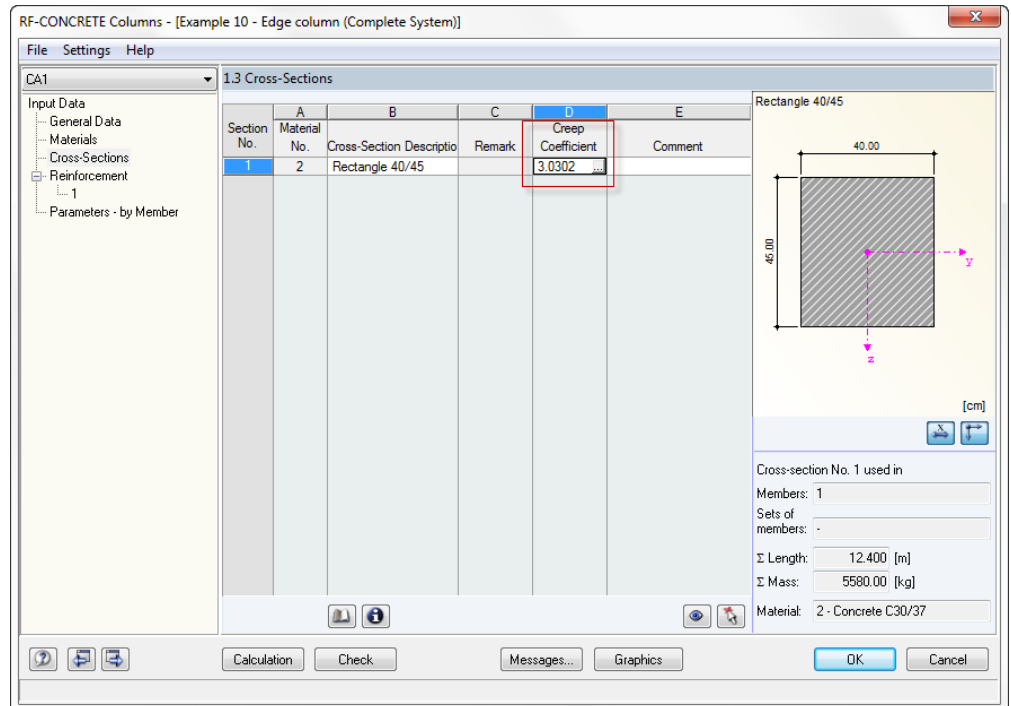 RF-CONCRETE Columns - [Example 10 - Edge column (Complete System)]
File Settings Help
CA1
1.3 Cross-Sections
Input Data
General Data
Materials
Cross-Sections
Reinforcement
1
Parameters - by Member
A B C D E
Section No. Material No. Cross-Section Descriptio Remark Creep Coefficient Comment
1 2 Rectangle 40/45 3.0302 ...
Rectangle 40/45
40.00
45.00
y
z
[cm]
x
Cross-section No. 1 used in
Members: 1
Sets of
members: -
Σ Length: 12.400 [m]
Σ Mass: 5580.00 [kg]
Material: 2 - Concrete C30/37
Calculation Check Messages... Graphics OK Cancel